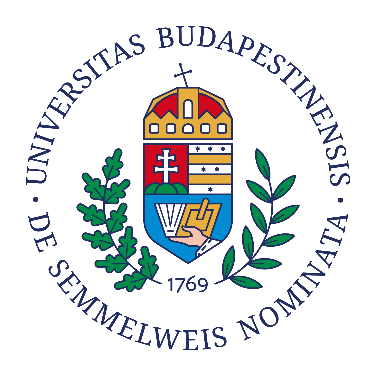 UNIVERSITAS BUDAPESTINENSIS
DE SEMMELWEIS NOMINATA
1769